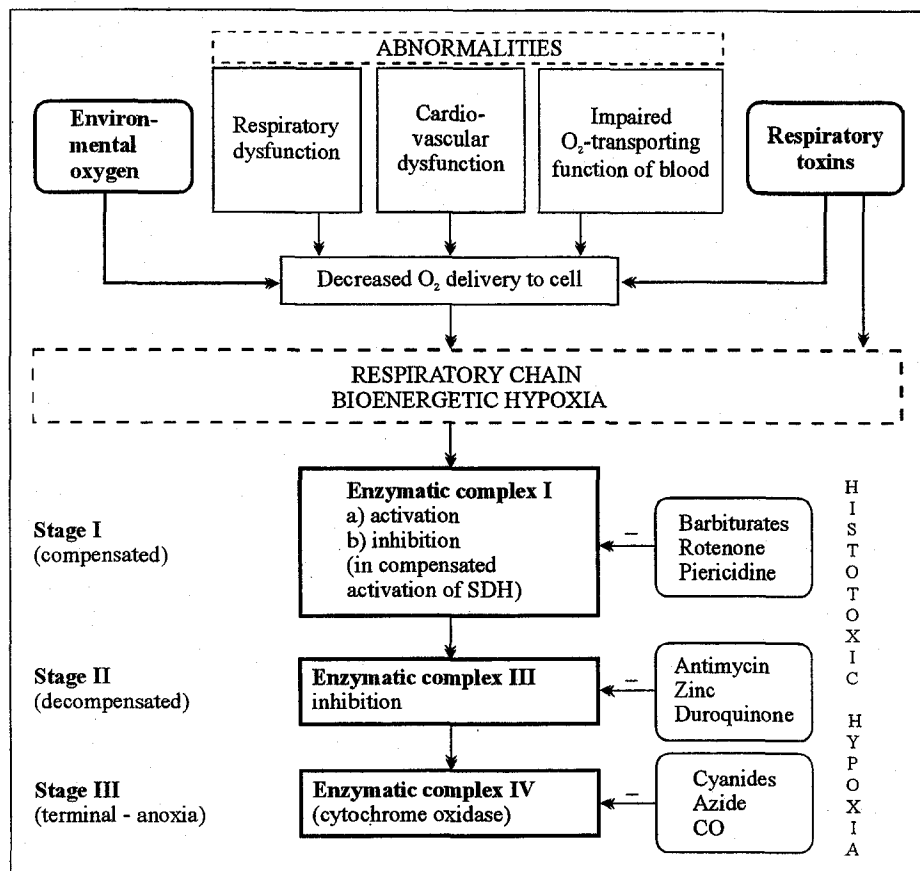 ABNORMALITIES
Environ-
mental
oxygen
Respiratory
dysfunction
Cardio-
vascular
dysfunction
Impaired
O₂-transporting
function of blood
Respiratory
toxins
Decreased O₂ delivery to cell
RESPIRATORY CHAIN
BIOENERGETIC HYPOXIA
Stage I
(compensated)
Enzymatic complex I
a) activation
b) inhibition
(in compensated
activation of SDH)
–
Barbiturates
Rotenone
Piericidine
Stage II
(decompensated)
Enzymatic complex III
inhibition
–
Antimycin
Zinc
Duroquinone
Stage III
(terminal - anoxia)
Enzymatic complex IV
(cytochrome oxidase)
–
Cyanides
Azide
CO
HISTOTOXIC HYPOXIA